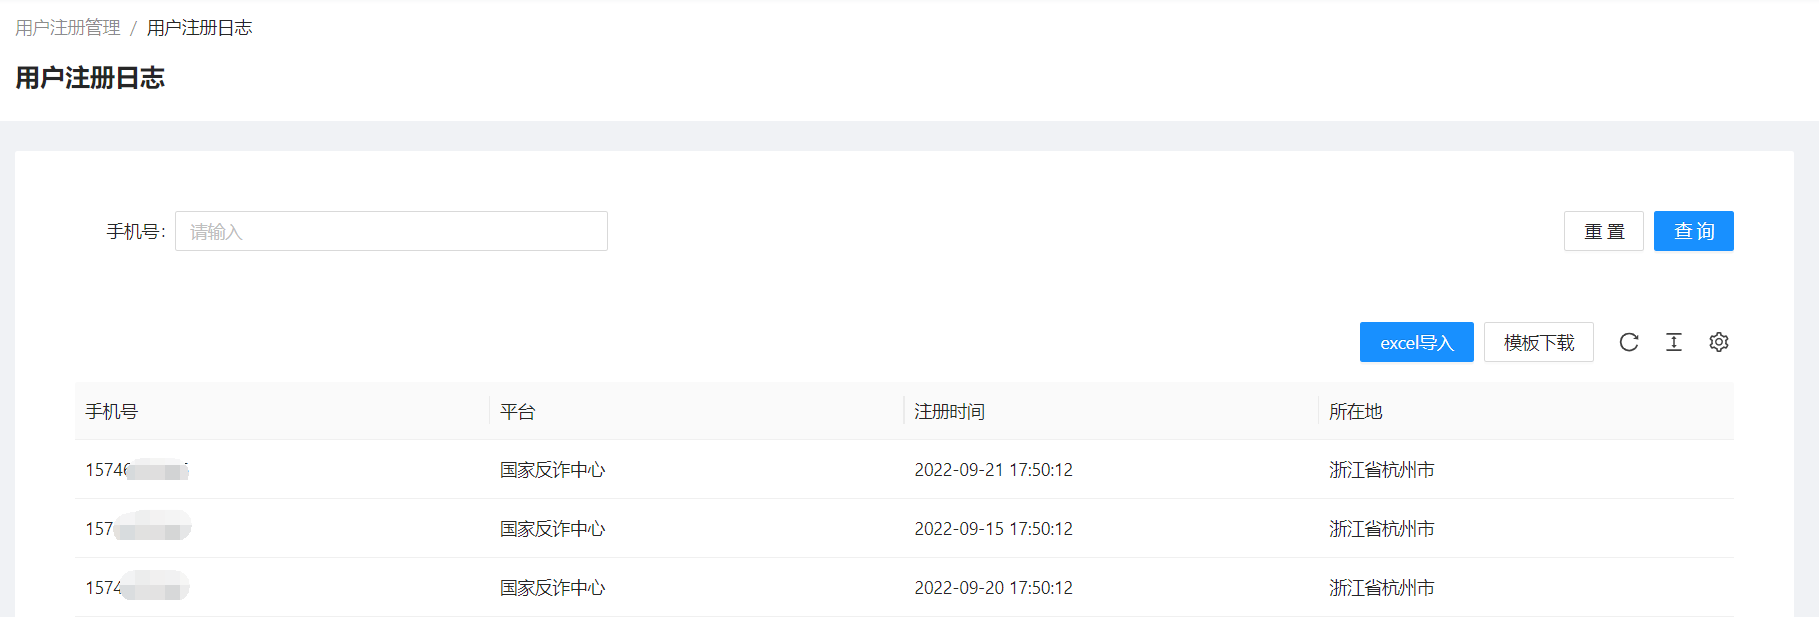 用户注册管理 / 用户注册日志
用户注册日志
手机号: 请输入 重置 查询
excel导入 模板下载
手机号 平台 注册时间 所在地
15746 国家反诈中心 2022-09-21 17:50:12 浙江省杭州市
157 国家反诈中心 2022-09-15 17:50:12 浙江省杭州市
1574 国家反诈中心 2022-09-20 17:50:12 浙江省杭州市